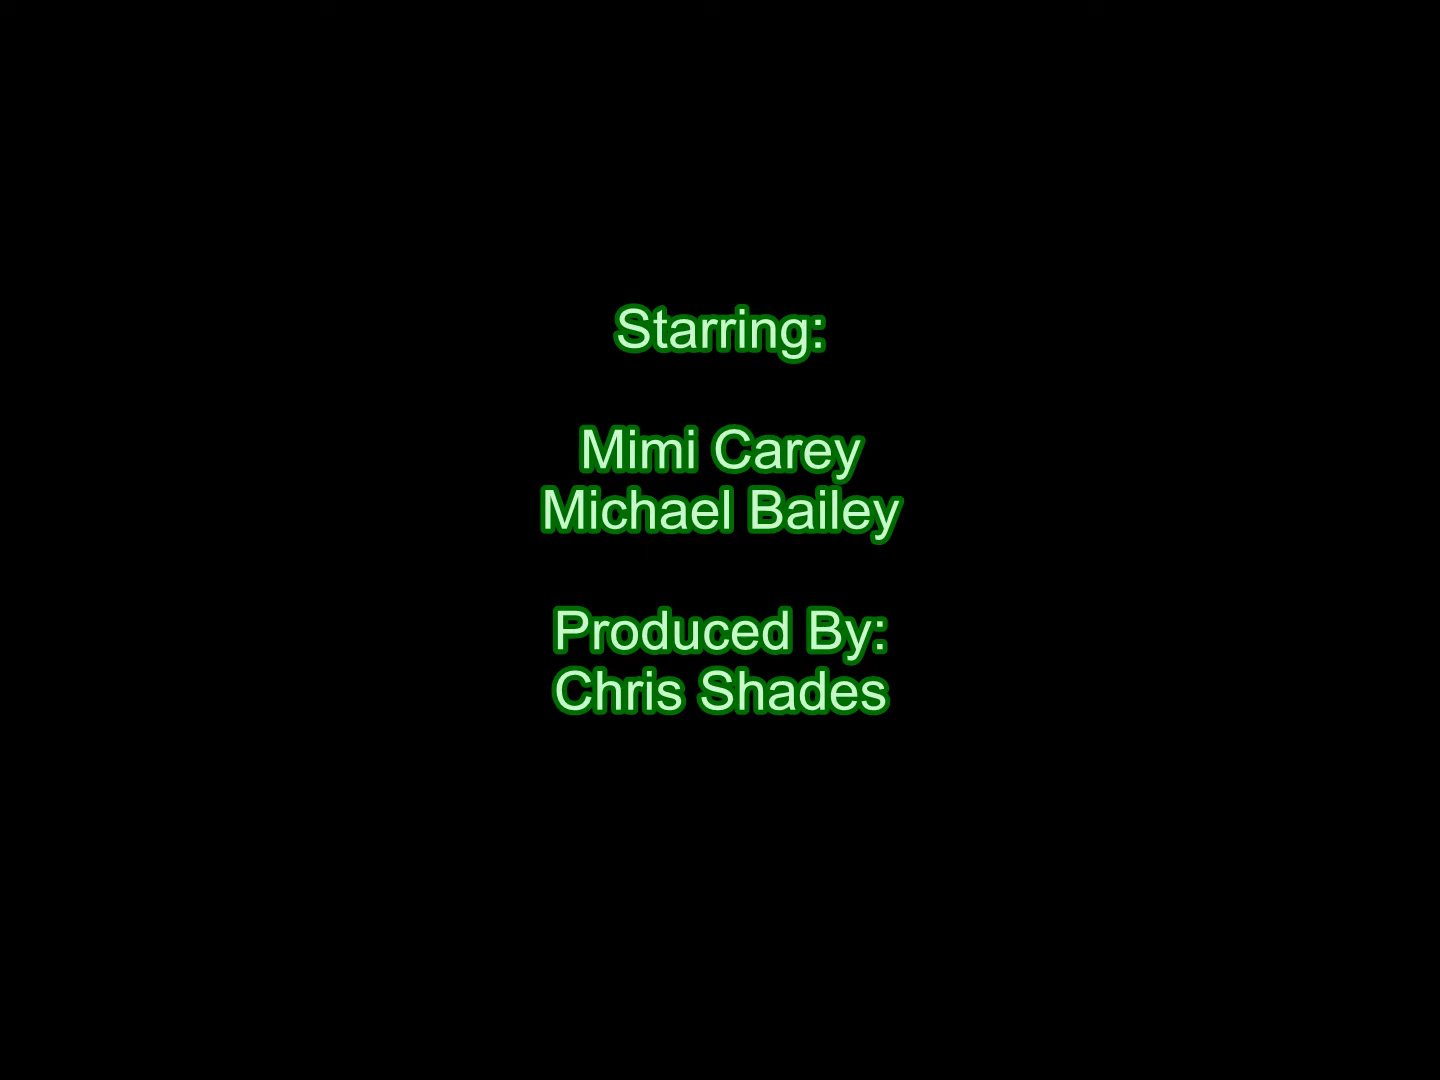 Starring:
Mimi Carey
Michael Bailey
Produced By:
Chris Shades